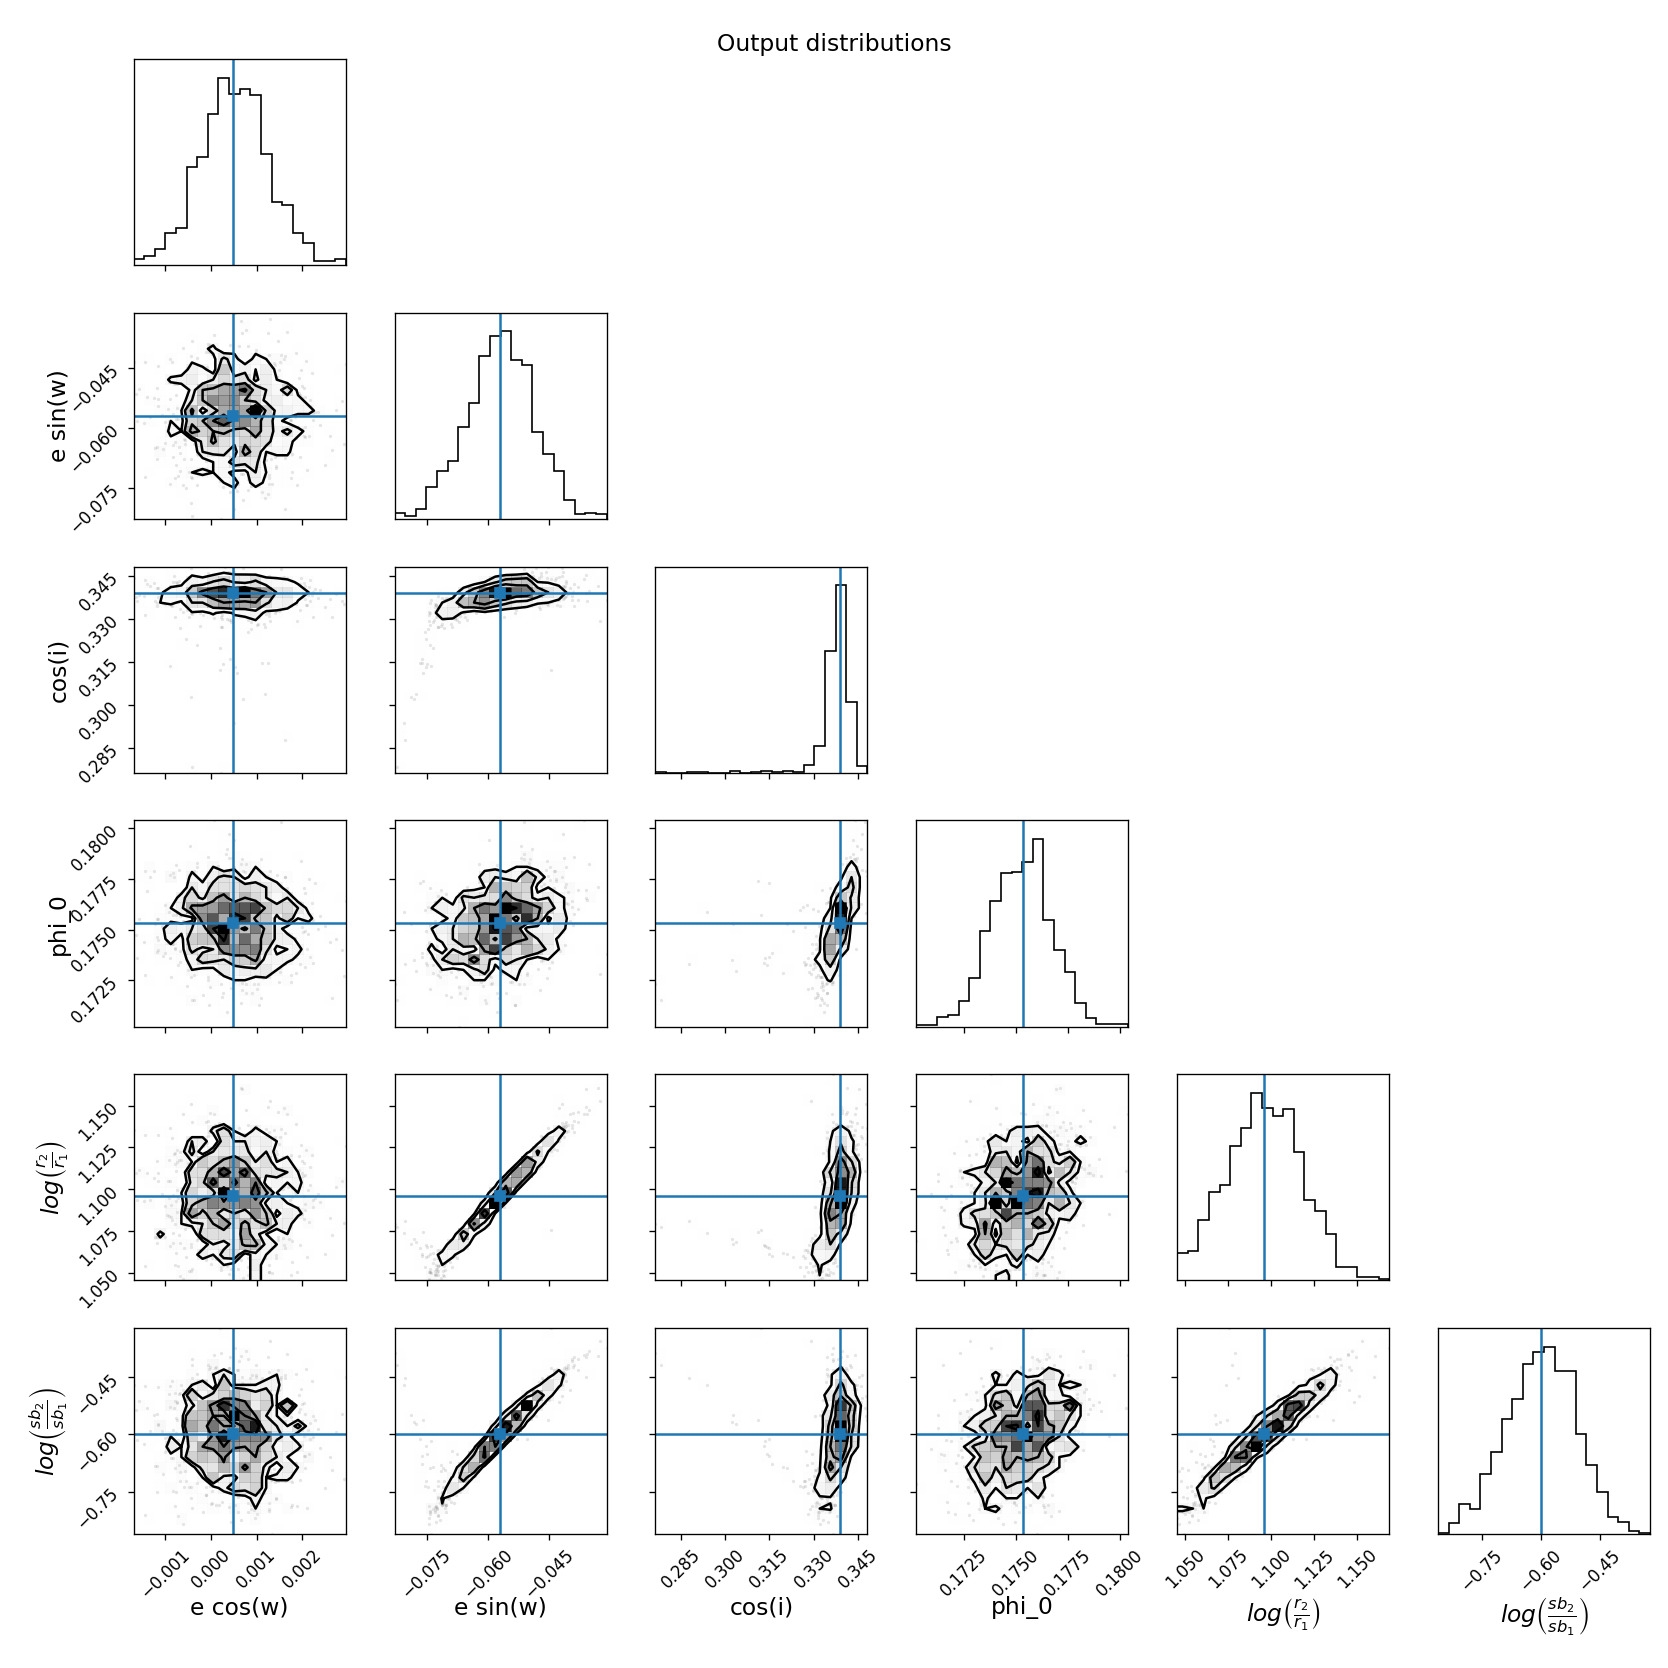 Output distributions
e sin(w)
−0.045
−0.060
−0.075
cos(i)
0.345
0.330
0.315
0.300
0.285
phi_0
0.1800
0.1775
0.1750
0.1725
log(r₂/r₁)
1.150
1.125
1.100
1.075
1.050
log(sb₂/sb₁)
−0.45
−0.60
−0.75
−0.001 0.000 0.001 0.002
−0.075 −0.060 −0.045
0.285 0.300 0.315 0.330 0.345
0.1725 0.1750 0.1775 0.1800
1.050 1.075 1.100 1.125 1.150
−0.75 −0.60 −0.45
e cos(w)
e sin(w)
cos(i)
phi_0
log(r₂/r₁)
log(sb₂/sb₁)